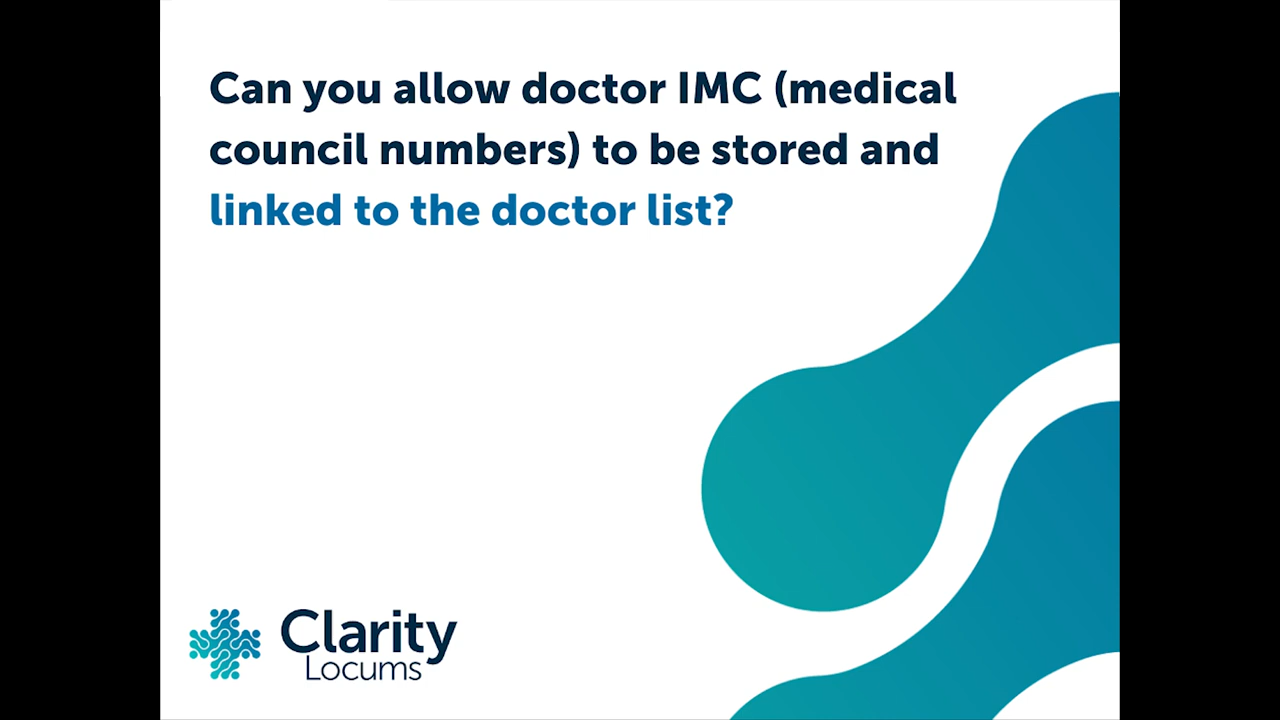 Can you allow doctor IMC (medical
council numbers) to be stored and
linked to the doctor list?
Clarity
Locums